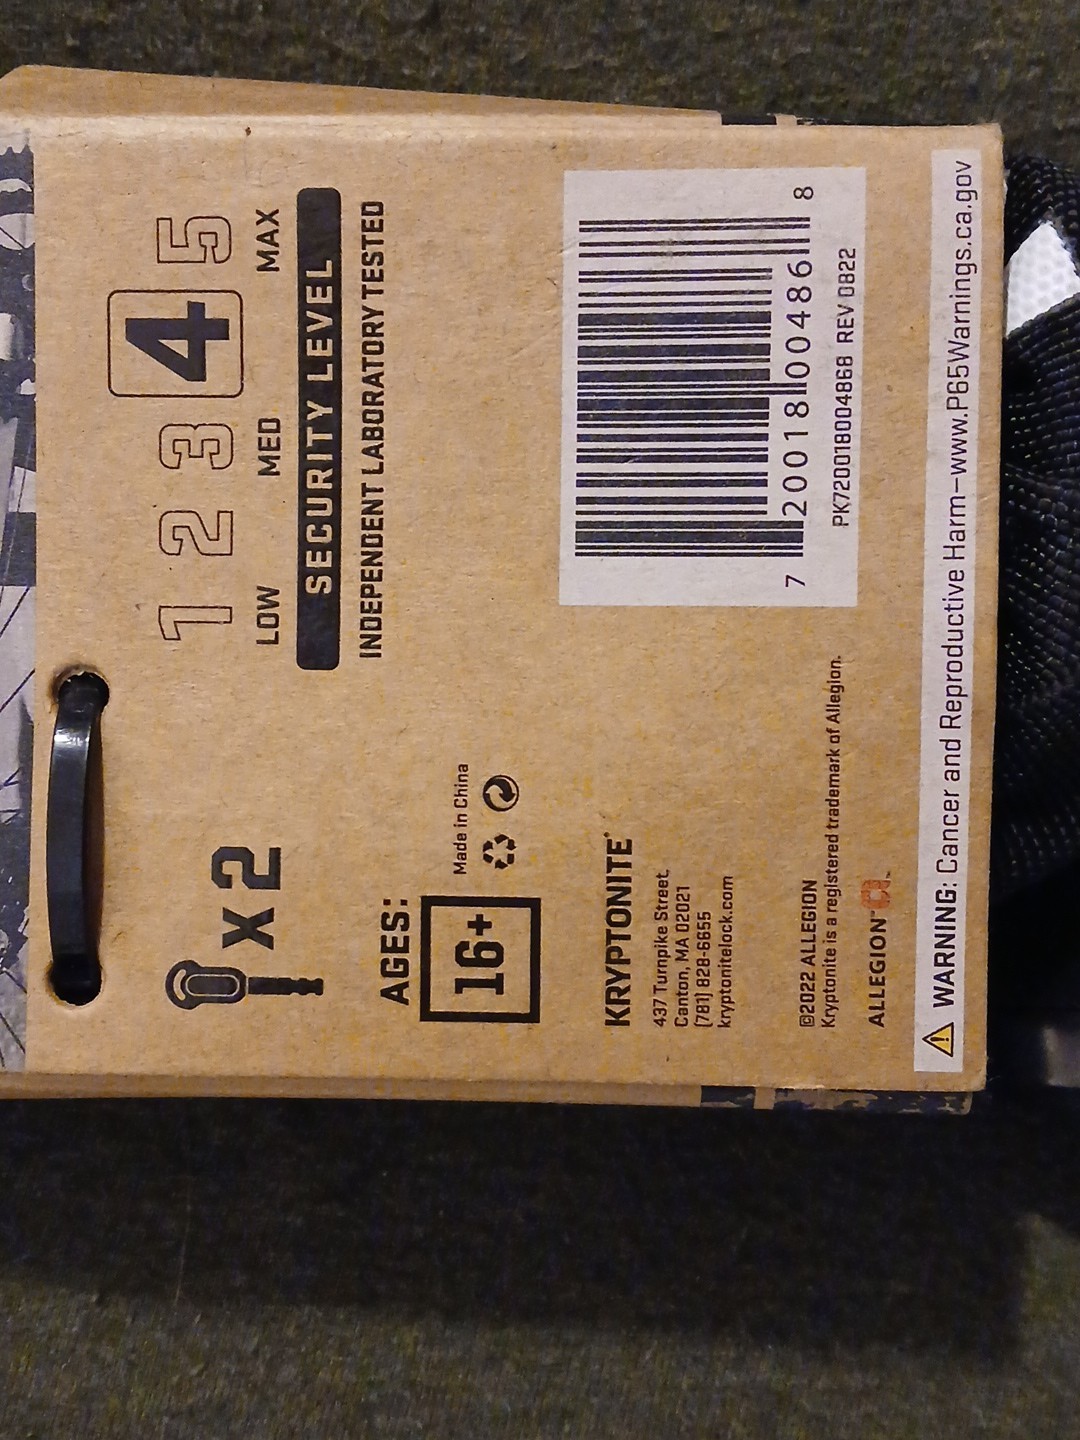 1 2 3 4 5
LOW MED MAX
SECURITY LEVEL
INDEPENDENT LABORATORY TESTED
X 2
AGES:
16+
Made in China
KRYPTONITE®
437 Turnpike Street,
Canton, MA 02021
(781) 828-6655
kryptonitelock.com
©2022 ALLEGION
Kryptonite is a registered trademark of Allegion.
ALLEGION™
7 20018 00486 8
PK720018004868 REV 0822
⚠ WARNING: Cancer and Reproductive Harm–www.P65Warnings.ca.gov